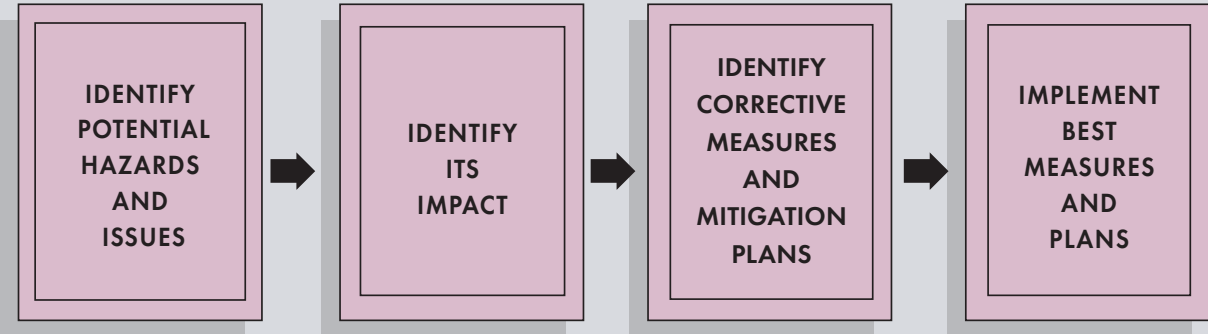 IDENTIFY
POTENTIAL
HAZARDS
AND
ISSUES
IDENTIFY
ITS
IMPACT
IDENTIFY
CORRECTIVE
MEASURES
AND
MITIGATION
PLANS
IMPLEMENT
BEST
MEASURES
AND
PLANS